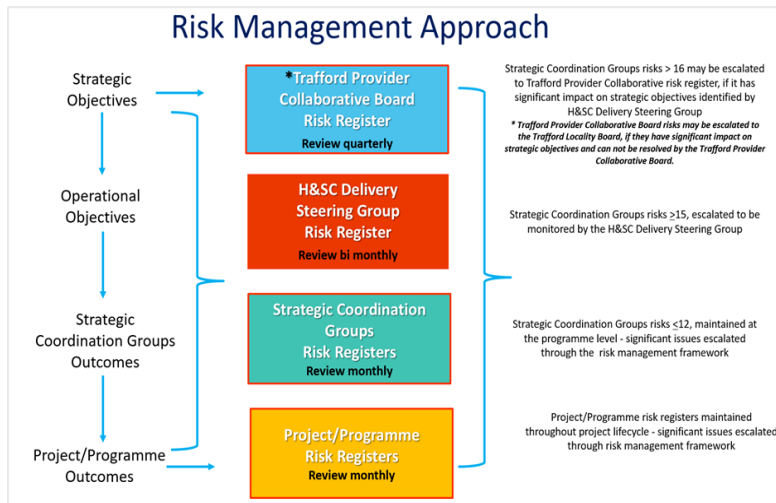 Risk Management Approach
Strategic
Objectives
Operational
Objectives
Strategic
Coordination Groups
Outcomes
Project/Programme
Outcomes
*Trafford Provider
Collaborative Board
Risk Register
Review quarterly
H&SC Delivery
Steering Group
Risk Register
Review bi monthly
Strategic Coordination
Groups
Risk Registers
Review monthly
Project/Programme
Risk Registers
Review monthly
Strategic Coordination Groups risks > 16 may be escalated
to Trafford Provider Collaborative risk register, if it has
significant impact on strategic objectives identified by
H&SC Delivery Steering Group
* Trafford Provider Collaborative Board risks may be escalated to
the Trafford Locality Board, if they have significant impact on
strategic objectives and can not be resolved by the Trafford Provider
Collaborative Board.
Strategic Coordination Groups risks ≥15, escalated to be
monitored by the H&SC Delivery Steering Group
Strategic Coordination Groups risks ≤12, maintained at
the programme level - significant issues escalated
through the risk management framework
Project/Programme risk registers maintained
throughout project lifecycle - significant issues escalated
through risk management framework